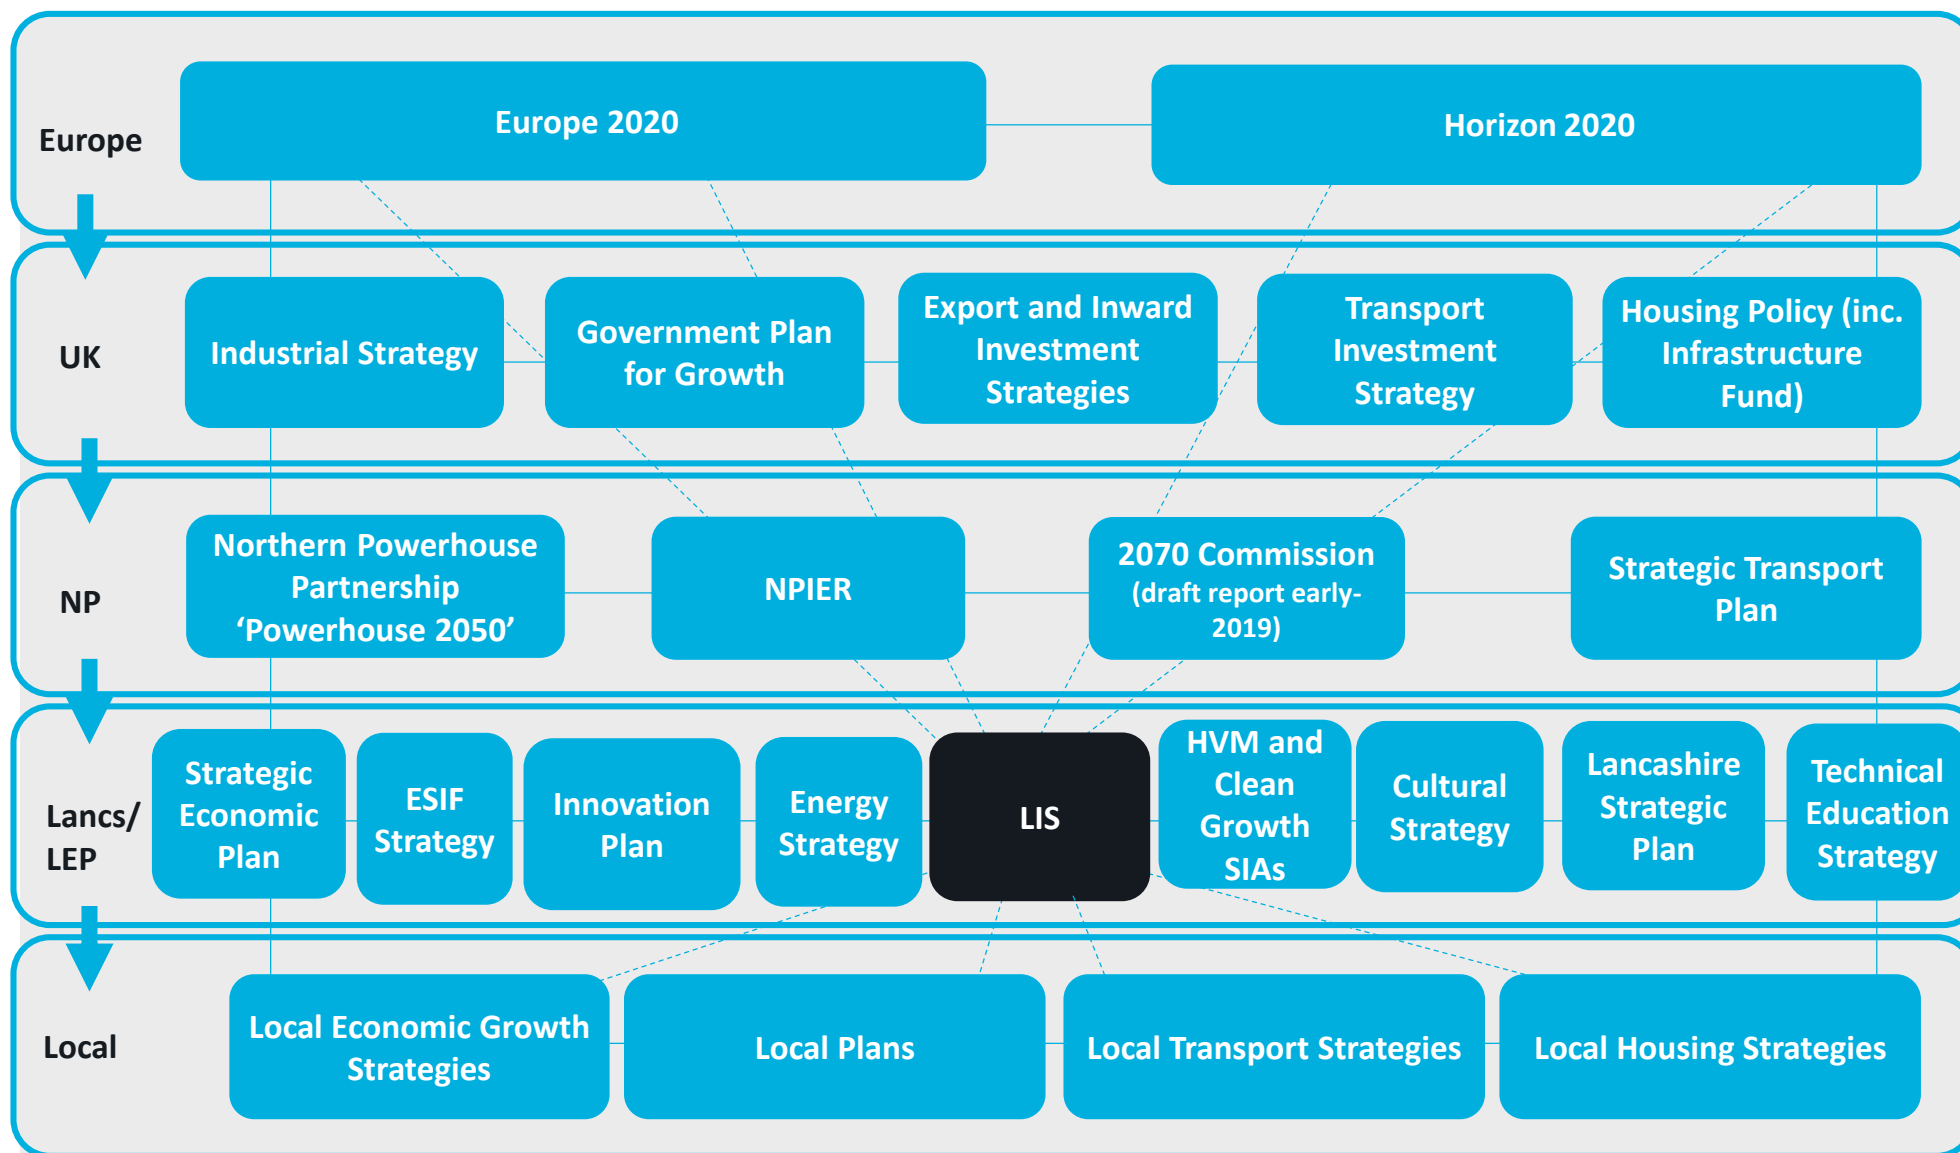 Europe
Europe 2020
Horizon 2020
UK
Industrial Strategy
Government Plan
for Growth
Export and Inward
Investment
Strategies
Transport
Investment
Strategy
Housing Policy (inc.
Infrastructure
Fund)
NP
Northern Powerhouse
Partnership
‘Powerhouse 2050’
NPIER
2070 Commission
(draft report early-
2019)
Strategic Transport
Plan
Lancs/
LEP
Strategic
Economic
Plan
ESIF
Strategy
Innovation
Plan
Energy
Strategy
LIS
HVM and
Clean
Growth
SIAs
Cultural
Strategy
Lancashire
Strategic
Plan
Technical
Education
Strategy
Local
Local Economic Growth
Strategies
Local Plans
Local Transport Strategies
Local Housing Strategies